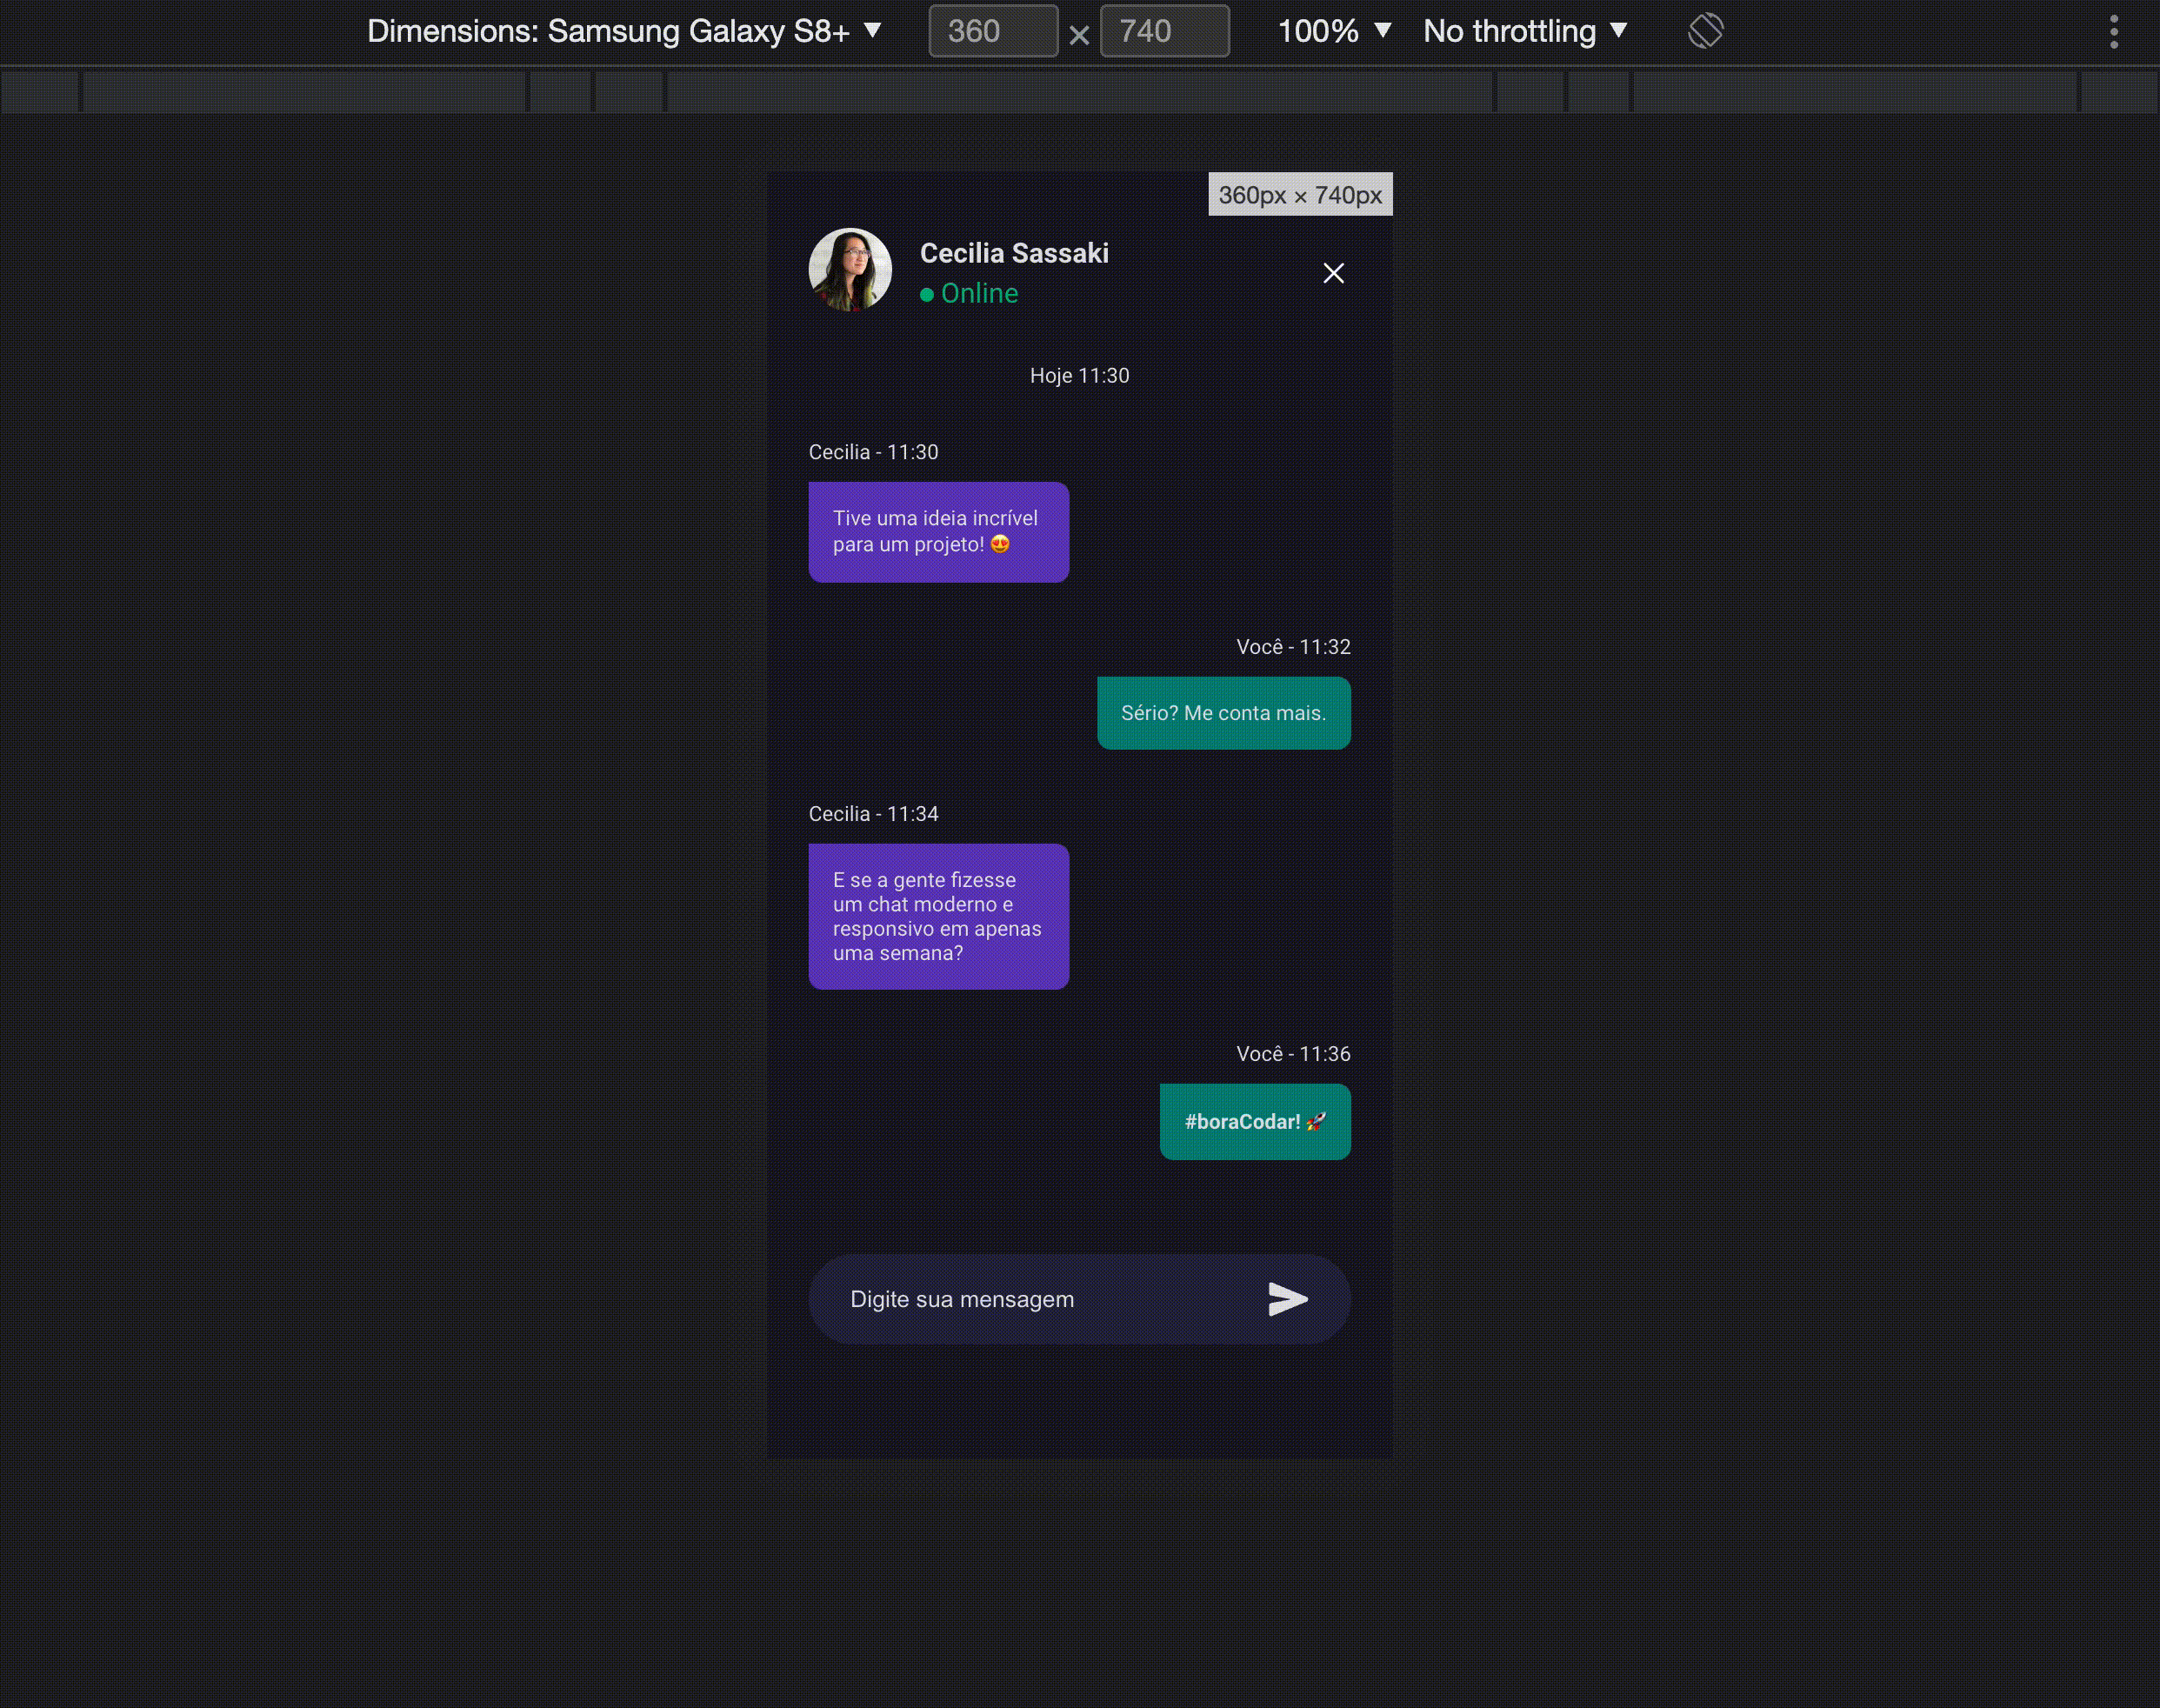 Dimensions: Samsung Galaxy S8+ ▼ 360 × 740 100% ▼ No throttling ▼
360px × 740px
Cecilia Sassaki
Online
Hoje 11:30
Cecilia - 11:30
Tive uma ideia incrível
para um projeto! 😍
Você - 11:32
Sério? Me conta mais.
Cecilia - 11:34
E se a gente fizesse
um chat moderno e
responsivo em apenas
uma semana?
Você - 11:36
#boraCodar! 🚀
Digite sua mensagem